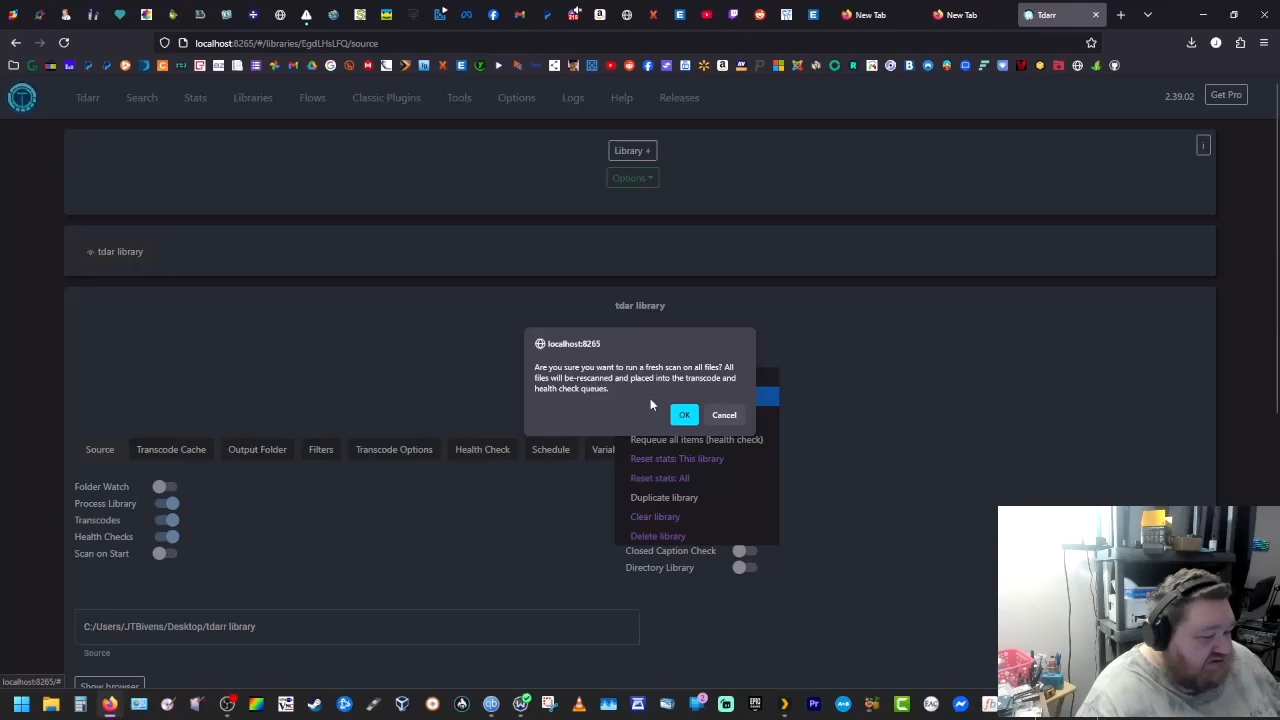 New Tab
New Tab
Tdarr
localhost:8265/#/libraries/EgdLHsLFQ/source
Tdarr
Search
Stats
Libraries
Flows
Classic Plugins
Tools
Options
Logs
Help
Releases
2.39.02
Get Pro
Library +
Options
i
tdar library
tdar library
localhost:8265
Are you sure you want to run a fresh scan on all files? All
files will be-rescanned and placed into the transcode and
health check queues.
OK
Cancel
Requeue all items (health check)
Reset stats: This library
Reset stats: All
Duplicate library
Clear library
Delete library
Source
Transcode Cache
Output Folder
Filters
Transcode Options
Health Check
Schedule
Variab
Folder Watch
Process Library
Transcodes
Health Checks
Scan on Start
Closed Caption Check
Directory Library
C:/Users/JTBivens/Desktop/tdarr library
Source
Show browser
localhost:8265/#